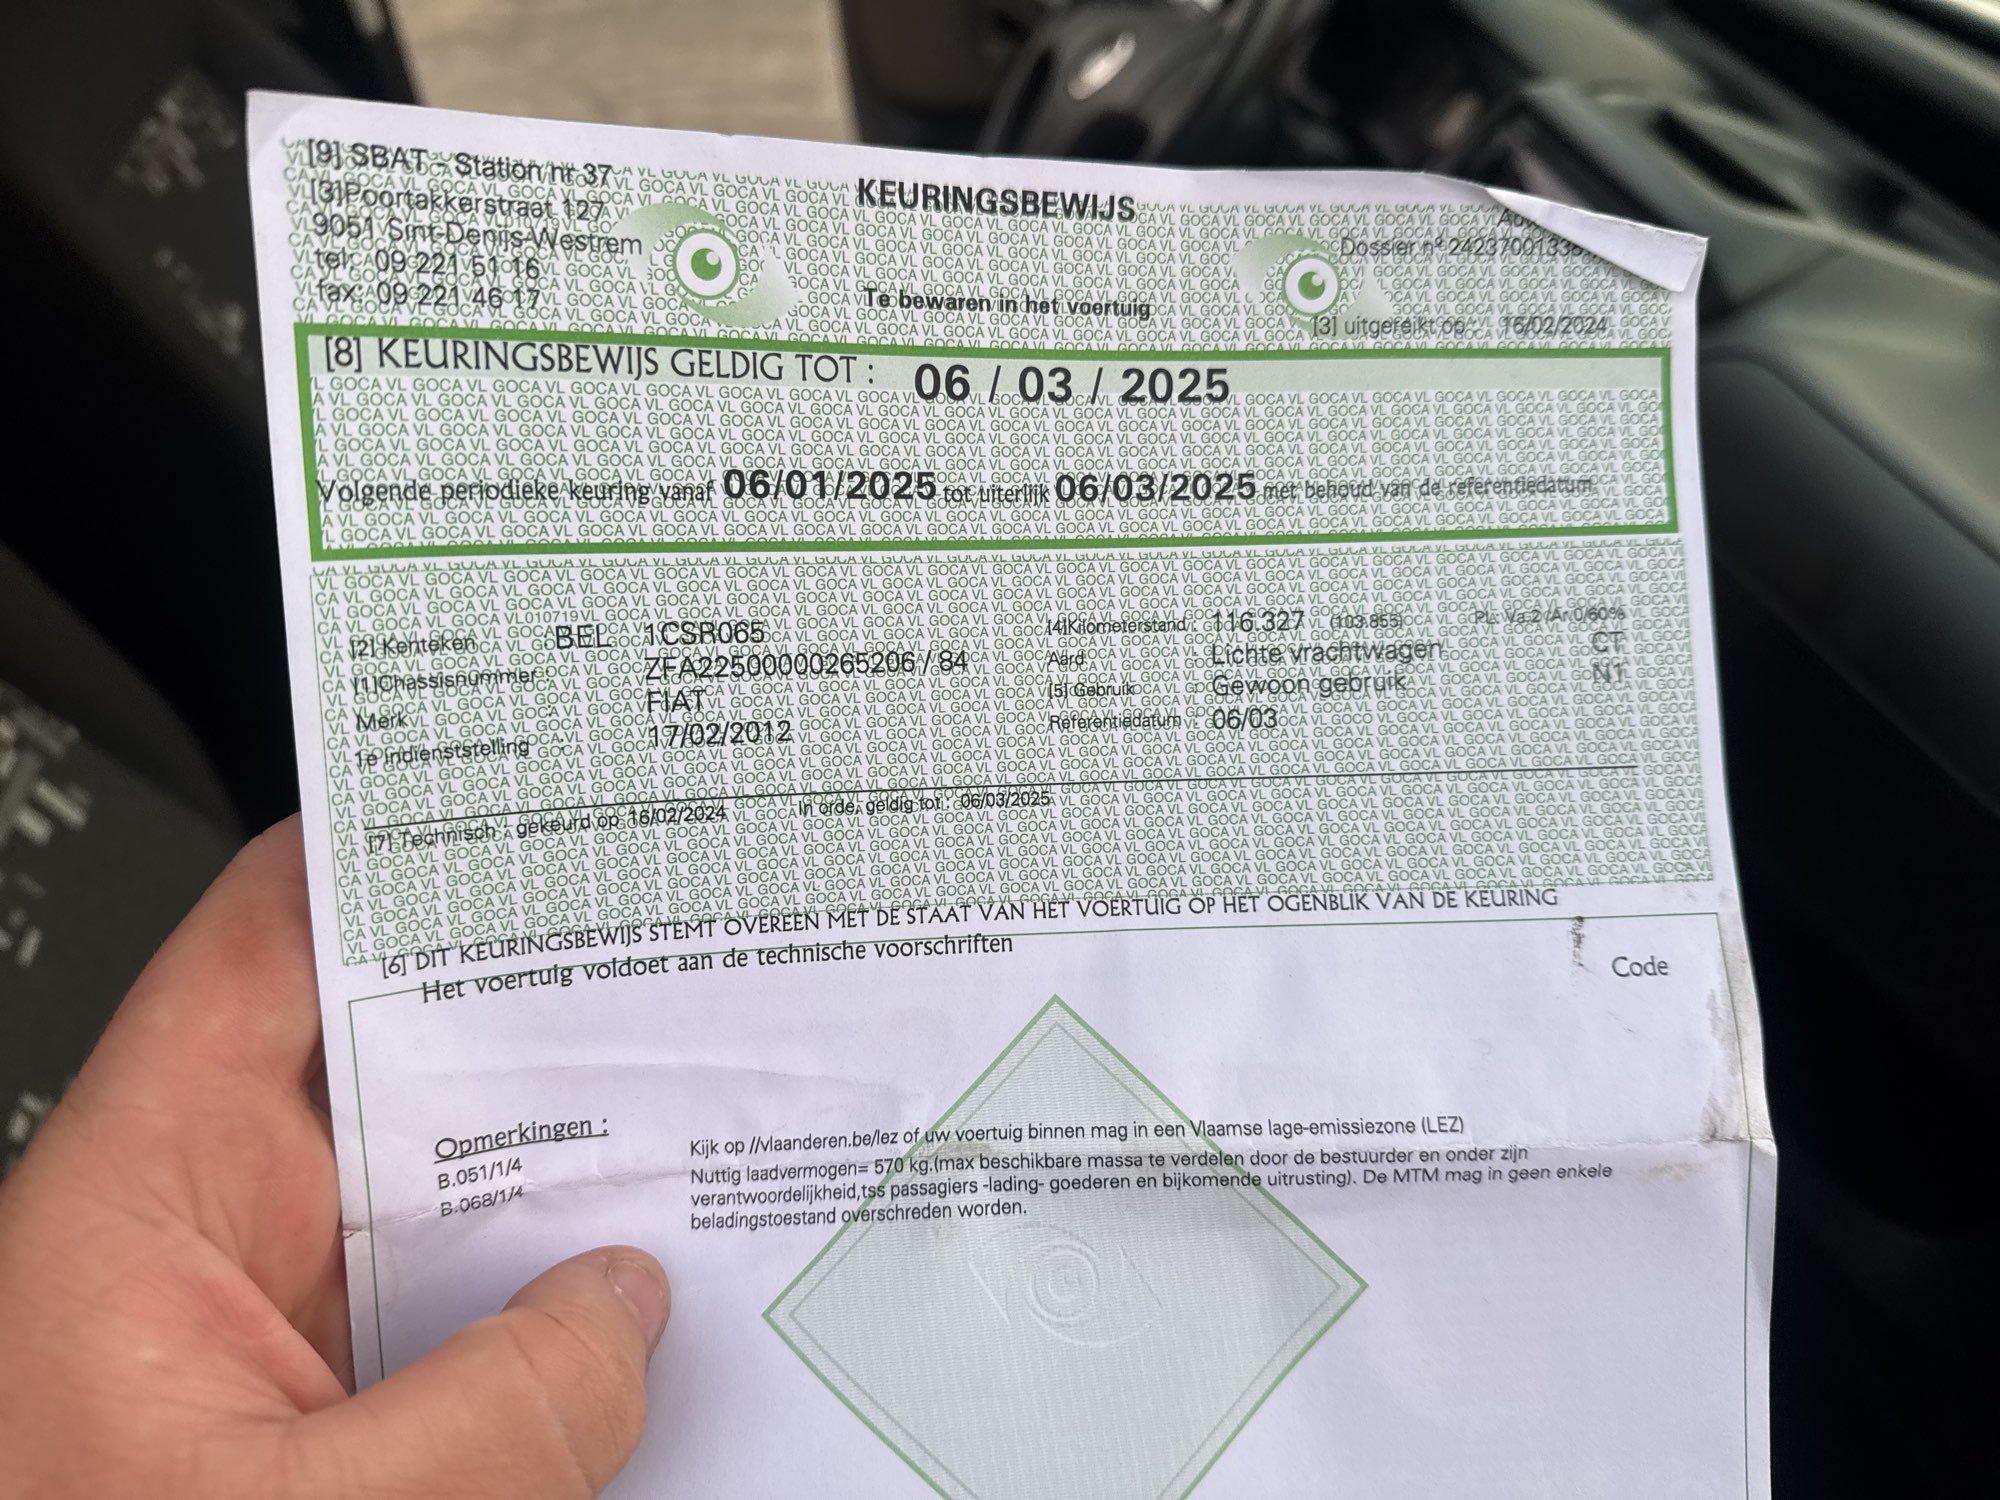 [9] SBAT - Station nr 37
[3] Poortakkerstraat 127
9051 Sint-Denijs-Westrem
tel: 09 221 51 16
fax: 09 221 46 17
KEURINGSBEWIJS
Te bewaren in het voertuig
Dossier n°
[3] uitgereikt op : 16/02/2024
[8] KEURINGSBEWIJS GELDIG TOT : 06 / 03 / 2025
Volgende periodieke keuring vanaf 06/01/2025 tot uiterlijk 06/03/2025 met behoud van de referentiedatum
[2] Kenteken BEL 1CSR065
[1] Chassisnummer : ZFA22500000265206 / 84
Merk : FIAT
1e indienststelling : 17/02/2012
[4] Kilometerstand : 116.327 (103.855) PL: Va.2 /Ar.0/60%
Aard : Lichte vrachtwagen CT
[5] Gebruik : Gewoon gebruik N1
Referentiedatum : 06/03
[7] Technisch : gekeurd op 16/02/2024 In orde, geldig tot : 06/03/2025
[6] DIT KEURINGSBEWIJS STEMT OVEREEN MET DE STAAT VAN HET VOERTUIG OP HET OGENBLIK VAN DE KEURING
Het voertuig voldoet aan de technische voorschriften
Code
Opmerkingen :
B.051/1/4 Kijk op //vlaanderen.be/lez of uw voertuig binnen mag in een Vlaamse lage-emissiezone (LEZ)
B.068/1/4 Nuttig laadvermogen= 570 kg.(max beschikbare massa te verdelen door de bestuurder en onder zijn
verantwoordelijkheid,tss passagiers -lading- goederen en bijkomende uitrusting). De MTM mag in geen enkele
beladingstoestand overschreden worden.